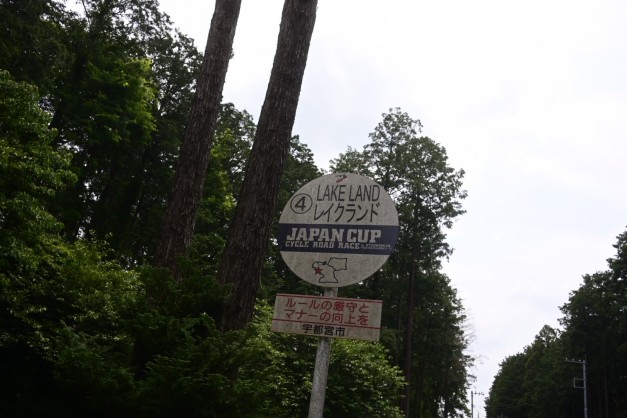 ④ LAKE LAND
レイクランド
JAPAN CUP
CYCLE ROAD RACE
ルールの厳守と
マナーの向上を
宇都宮市